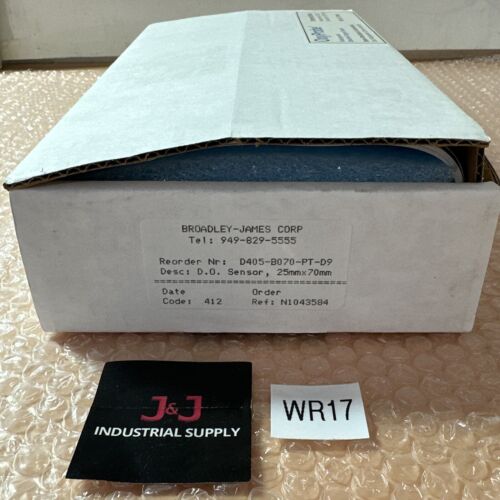 BROADLEY-JAMES CORP
Tel: 949-829-5555
Reorder Nr: D405-B070-PT-D9
Desc: D.O. Sensor, 25mmx70mm
================================
Date Order
Code: 412 Ref: N1043584
J&J
INDUSTRIAL SUPPLY
WR17